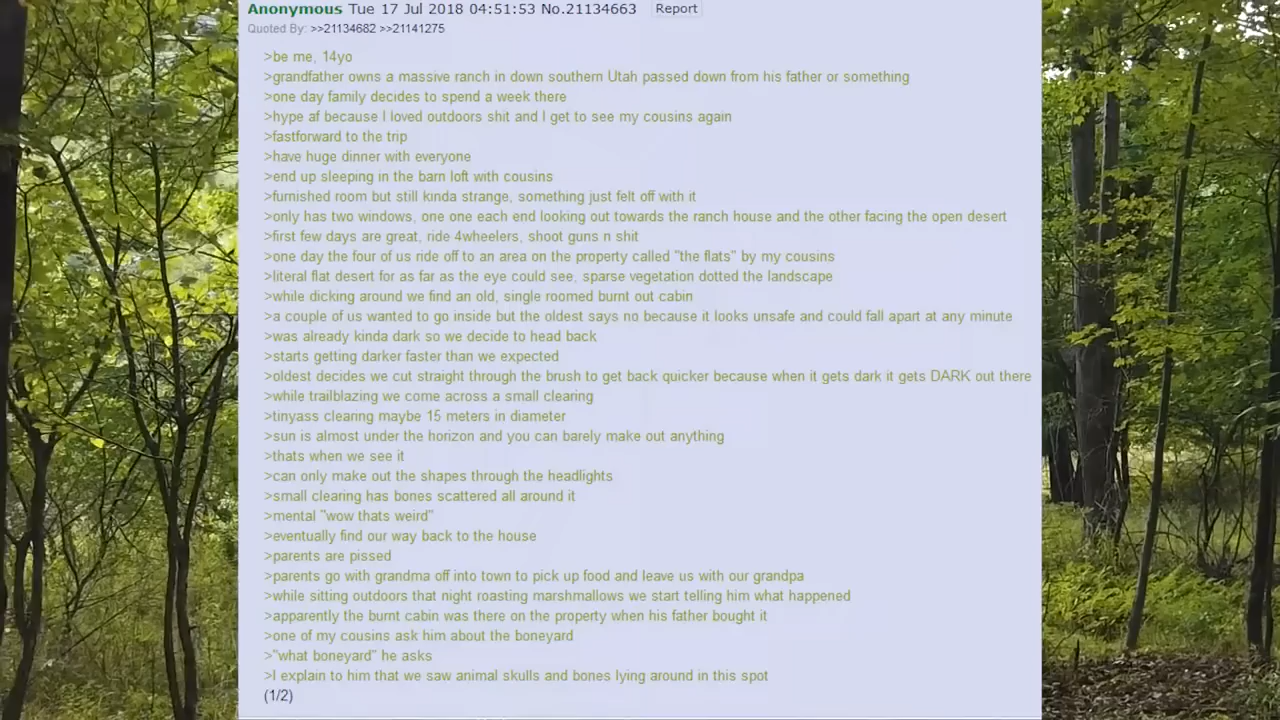 Anonymous Tue 17 Jul 2018 04:51:53 No.21134663 Report
Quoted By: >>21134682 >>21141275
>be me, 14yo
>grandfather owns a massive ranch in down southern Utah passed down from his father or something
>one day family decides to spend a week there
>hype af because I loved outdoors shit and I get to see my cousins again
>fastforward to the trip
>have huge dinner with everyone
>end up sleeping in the barn loft with cousins
>furnished room but still kinda strange, something just felt off with it
>only has two windows, one one each end looking out towards the ranch house and the other facing the open desert
>first few days are great, ride 4wheelers, shoot guns n shit
>one day the four of us ride off to an area on the property called "the flats" by my cousins
>literal flat desert for as far as the eye could see, sparse vegetation dotted the landscape
>while dicking around we find an old, single roomed burnt out cabin
>a couple of us wanted to go inside but the oldest says no because it looks unsafe and could fall apart at any minute
>was already kinda dark so we decide to head back
>starts getting darker faster than we expected
>oldest decides we cut straight through the brush to get back quicker because when it gets dark it gets DARK out there
>while trailblazing we come across a small clearing
>tinyass clearing maybe 15 meters in diameter
>sun is almost under the horizon and you can barely make out anything
>thats when we see it
>can only make out the shapes through the headlights
>small clearing has bones scattered all around it
>mental "wow thats weird"
>eventually find our way back to the house
>parents are pissed
>parents go with grandma off into town to pick up food and leave us with our grandpa
>while sitting outdoors that night roasting marshmallows we start telling him what happened
>apparently the burnt cabin was there on the property when his father bought it
>one of my cousins ask him about the boneyard
>"what boneyard" he asks
>I explain to him that we saw animal skulls and bones lying around in this spot
(1/2)